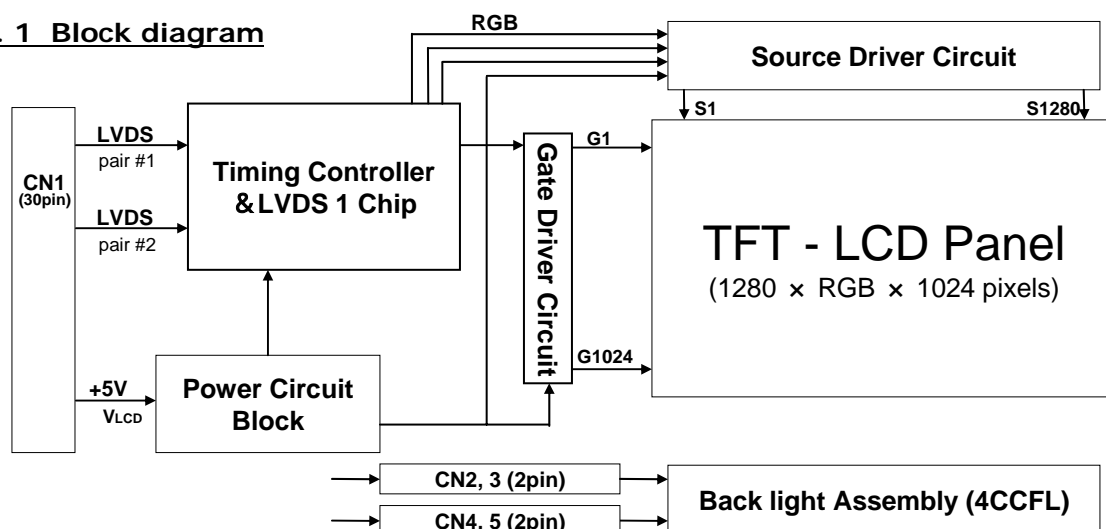 . 1 Block diagram
RGB
Source Driver Circuit
S1
S1280
CN1
(30pin)
LVDS
pair #1
LVDS
pair #2
Timing Controller
&LVDS 1 Chip
Gate Driver Circuit
G1
G1024
TFT - LCD Panel
(1280 × RGB × 1024 pixels)
+5V
VLCD
Power Circuit
Block
CN2, 3 (2pin)
CN4, 5 (2pin)
Back light Assembly (4CCFL)